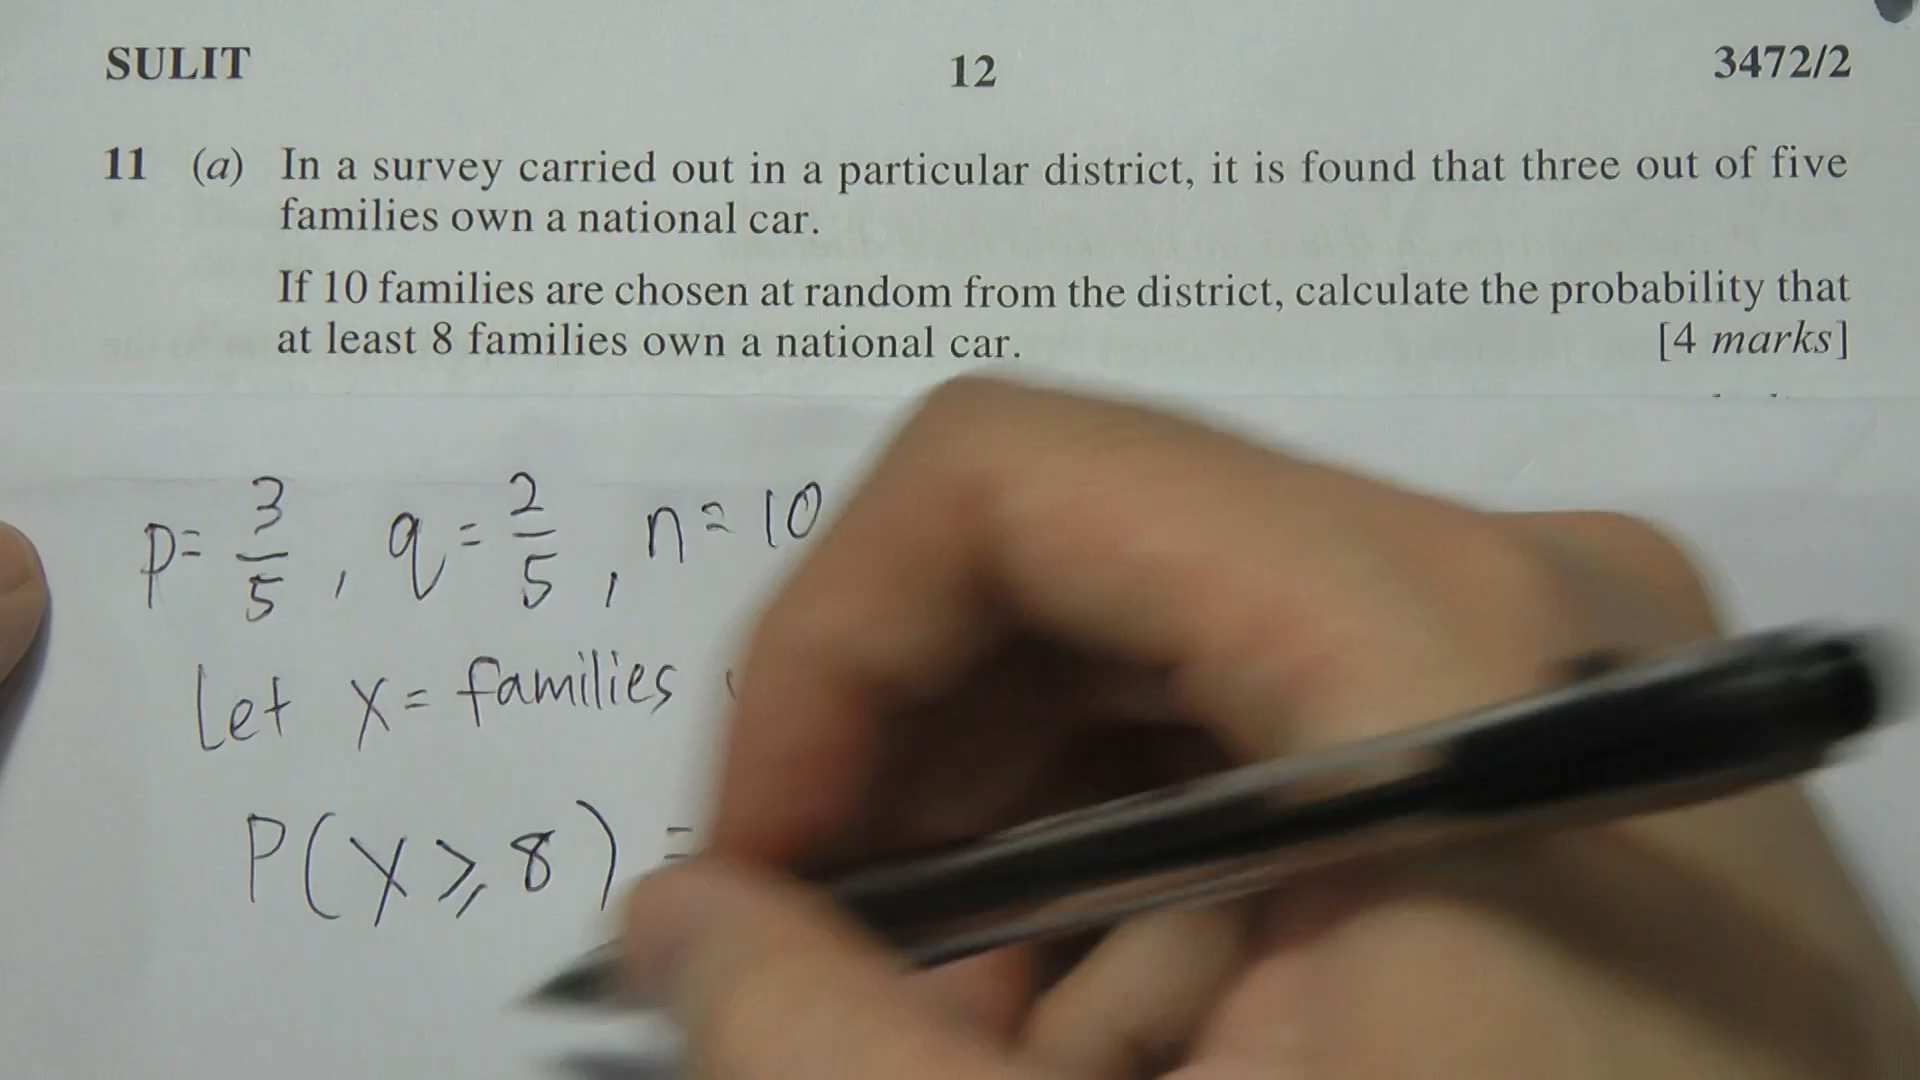 SULIT 12 3472/2
11 (a) In a survey carried out in a particular district, it is found that three out of five
families own a national car.
If 10 families are chosen at random from the district, calculate the probability that
at least 8 families own a national car. [4 marks]
p= 3/5 , q = 2/5 , n = 10
Let X = families
P(X ⩾ 8) =